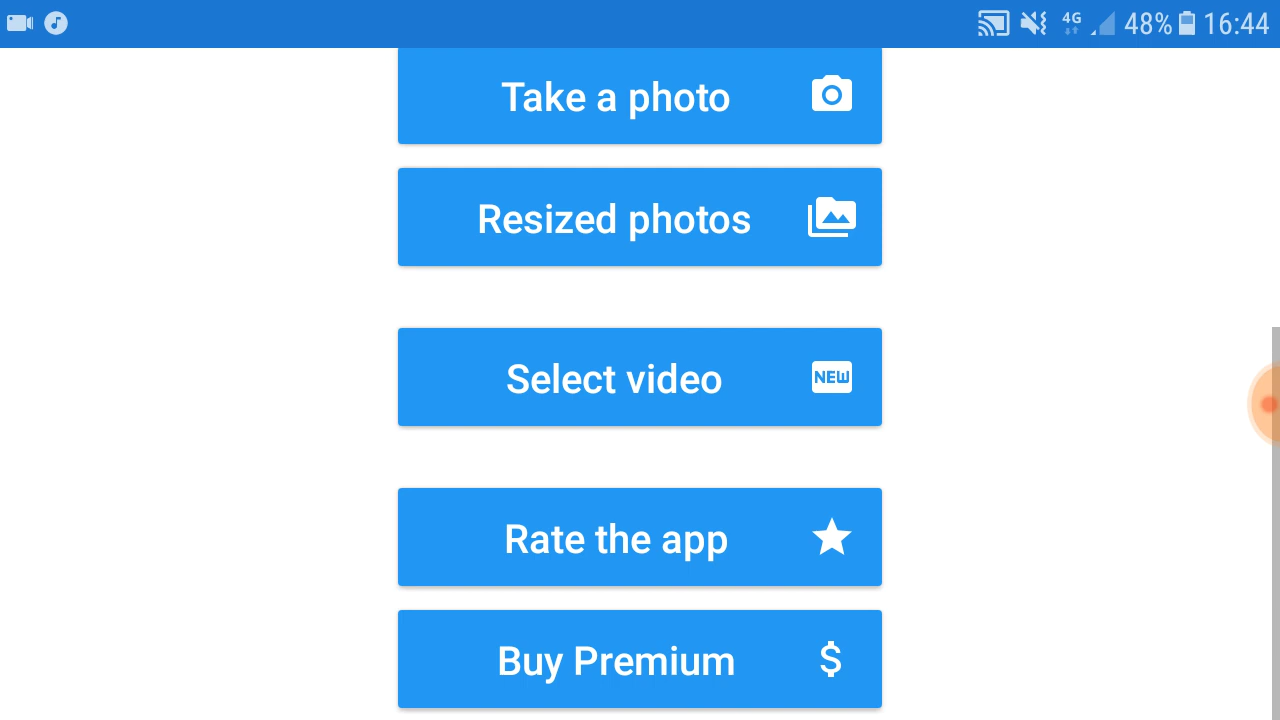 4G 48% 16:44
Take a photo
Resized photos
Select video NEW
Rate the app
Buy Premium $